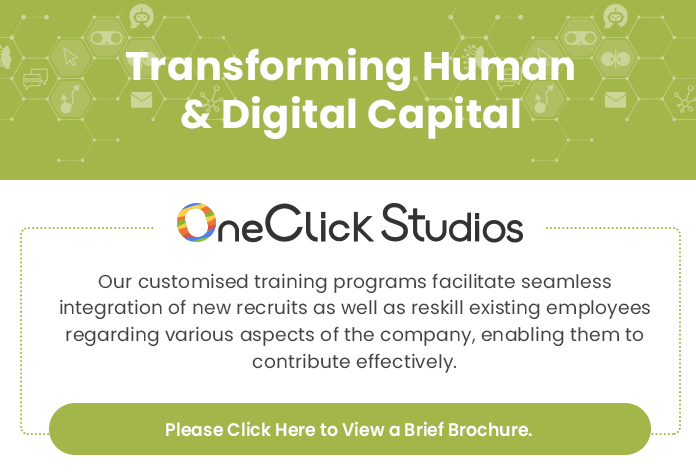 Transforming Human
& Digital Capital
OneClick Studios
Our customised training programs facilitate seamless
integration of new recruits as well as reskill existing employees
regarding various aspects of the company, enabling them to
contribute effectively.
Please Click Here to View a Brief Brochure.